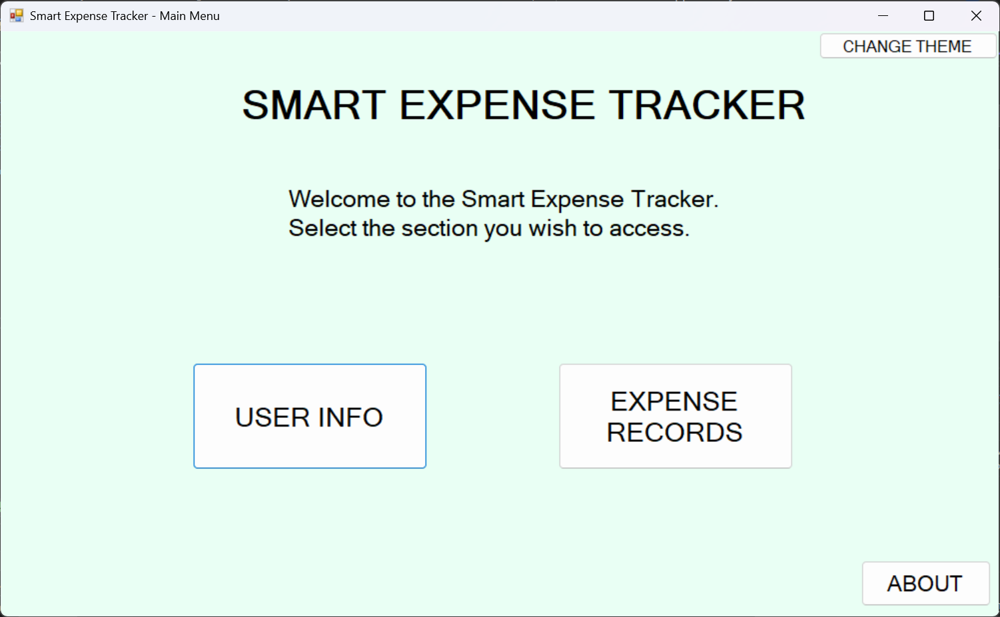 Smart Expense Tracker - Main Menu
CHANGE THEME
SMART EXPENSE TRACKER
Welcome to the Smart Expense Tracker.
Select the section you wish to access.
USER INFO
EXPENSE
RECORDS
ABOUT